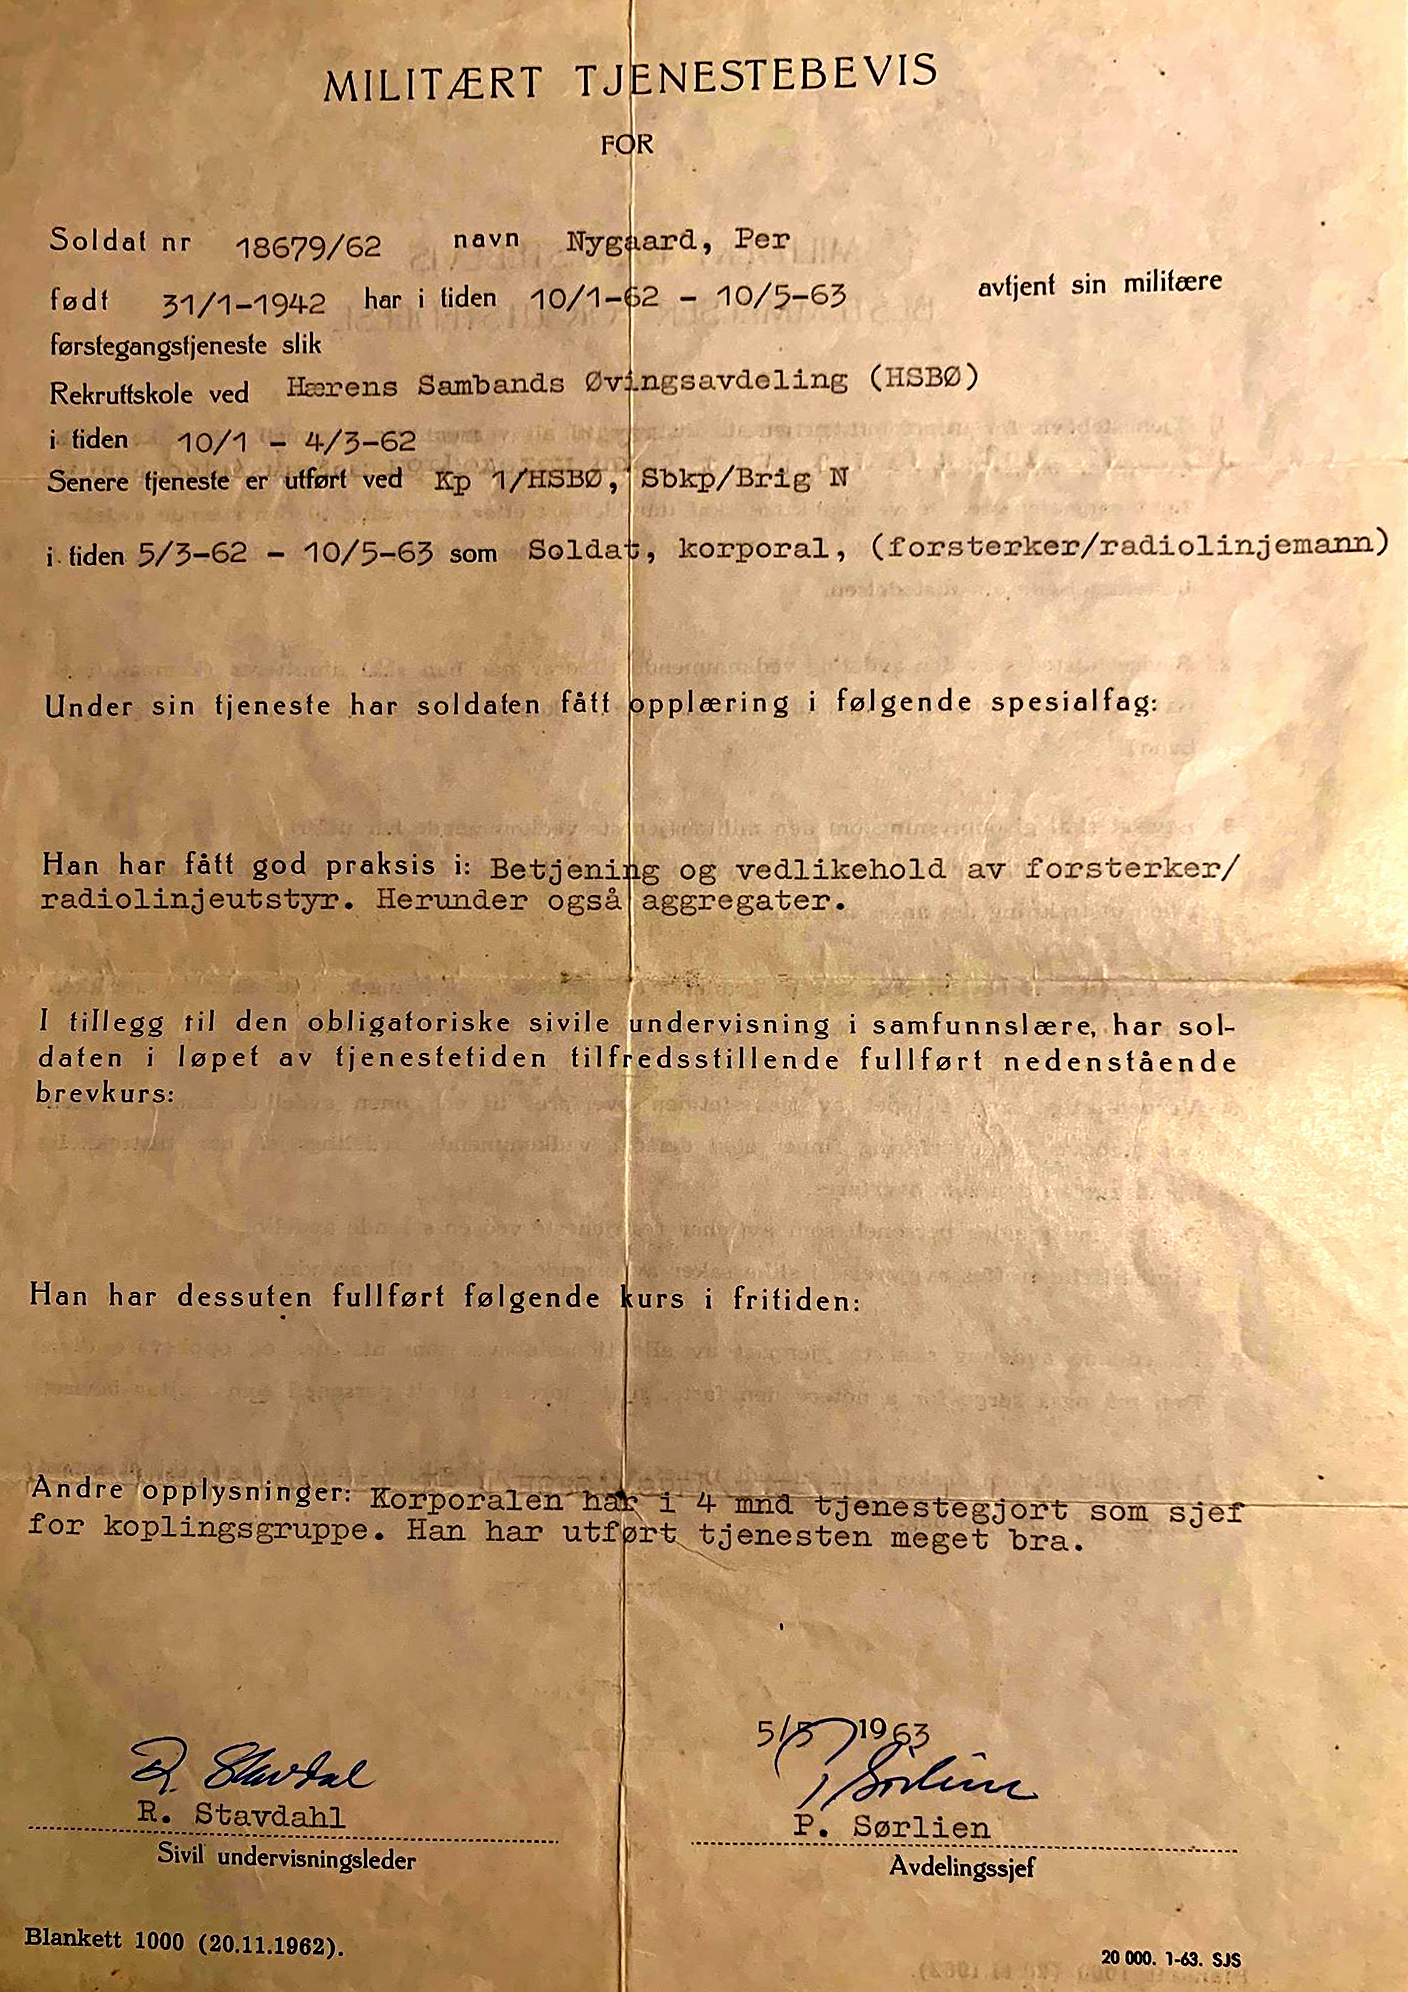 MILITÆRT TJENESTEBEVIS
FOR
Soldat nr 18679/62 navn Nygaard, Per
født 31/1-1942 har i tiden 10/1-62 - 10/5-63 avtjent sin militære
førstegangstjeneste slik
Rekruttskole ved Hærens Sambands Øvingsavdeling (HSBØ)
i tiden 10/1 - 4/3-62
Senere tjeneste er utført ved Kp 1/HSBØ, Sbkp/Brig N
i tiden 5/3-62 - 10/5-63 som Soldat, korporal, (forsterker/radiolinjemann)
Under sin tjeneste har soldaten fått opplæring i følgende spesialfag:
Han har fått god praksis i: Betjening og vedlikehold av forsterker/
radiolinjeutstyr. Herunder også aggregater.
I tillegg til den obligatoriske sivile undervisning i samfunnslære, har sol-
daten i løpet av tjenestetiden tilfredsstillende fullført nedenstående
brevkurs:
Han har dessuten fullført følgende kurs i fritiden:
Andre opplysninger: Korporalen har i 4 mnd tjenestegjort som sjef
for koplingsgruppe. Han har utført tjenesten meget bra.
5/5 1963
R. Stavdal P. Sørlien
R. Stavdahl P. Sørlien
Sivil undervisningsleder Avdelingssjef
Blankett 1000 (20.11.1962). 20 000. 1-63. SJS